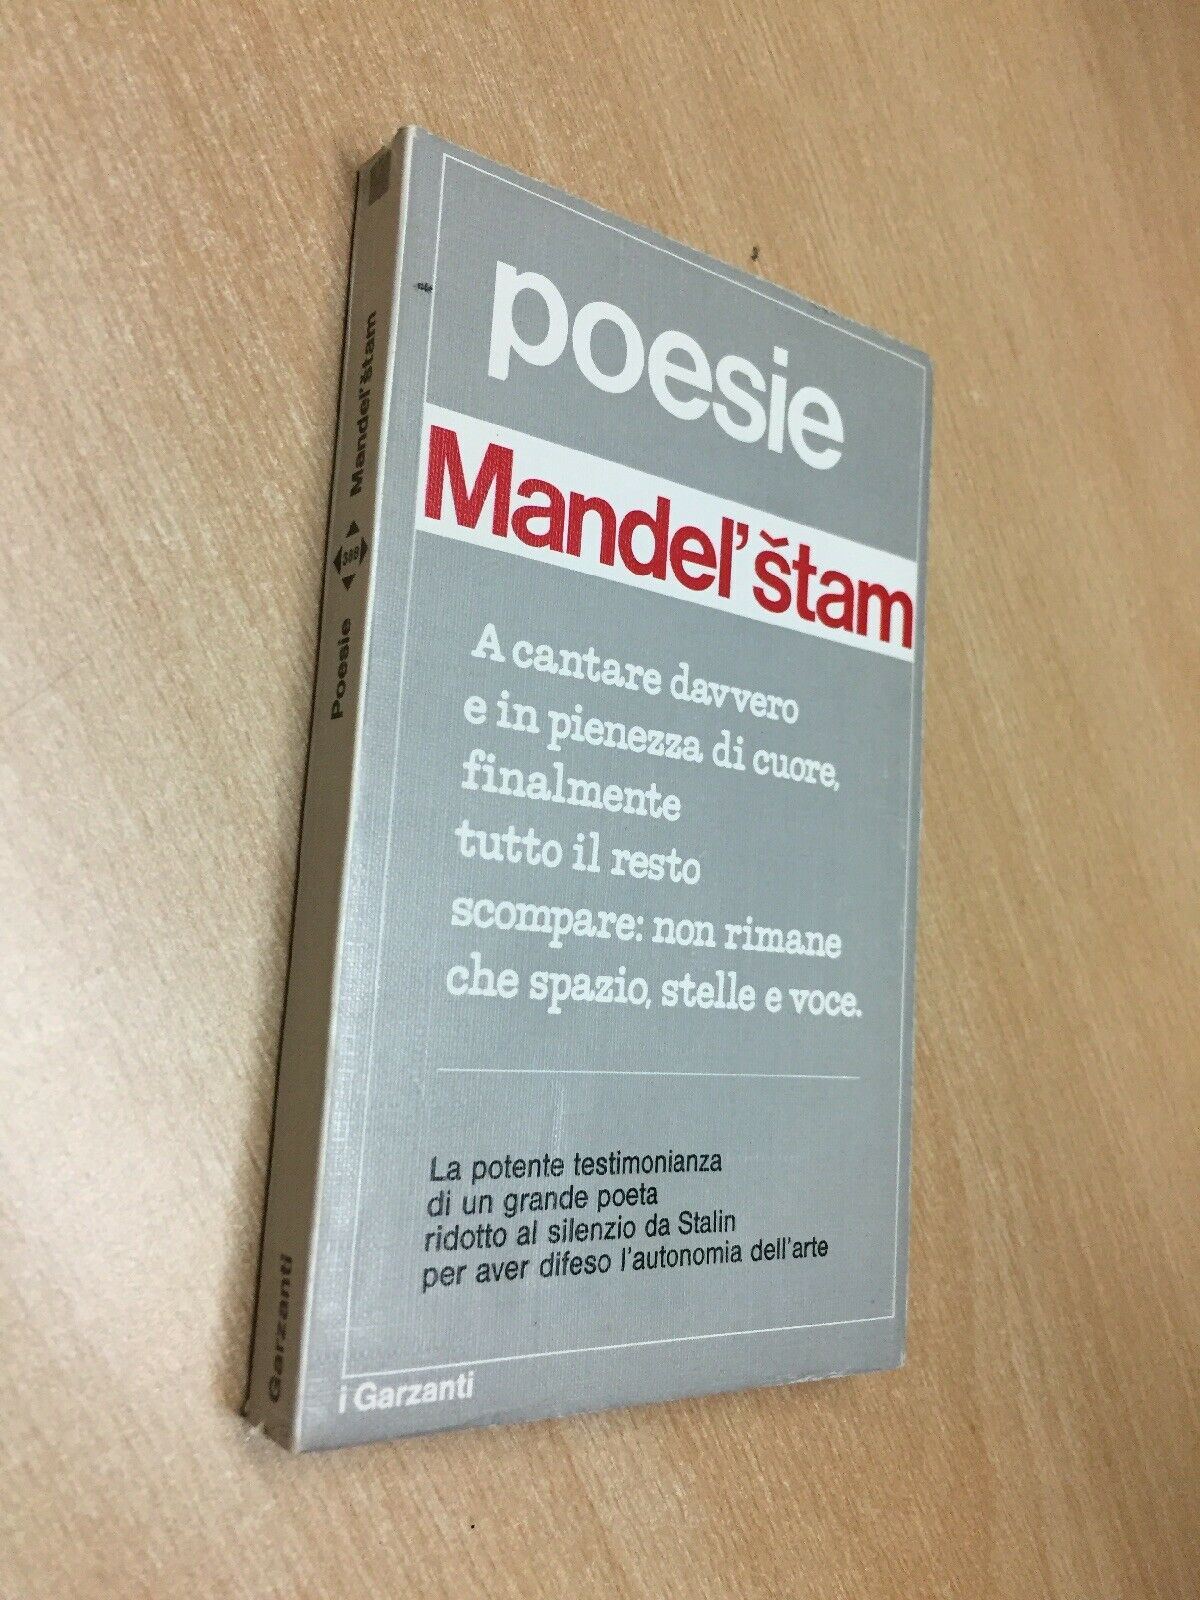 poesie
Mandel'štam
A cantare davvero
e in pienezza di cuore,
finalmente
tutto il resto
scompare: non rimane
che spazio, stelle e voce.
La potente testimonianza
di un grande poeta
ridotto al silenzio da Stalin
per aver difeso l'autonomia dell'arte
i Garzanti
Garzanti
Poesie
Mandel'štam